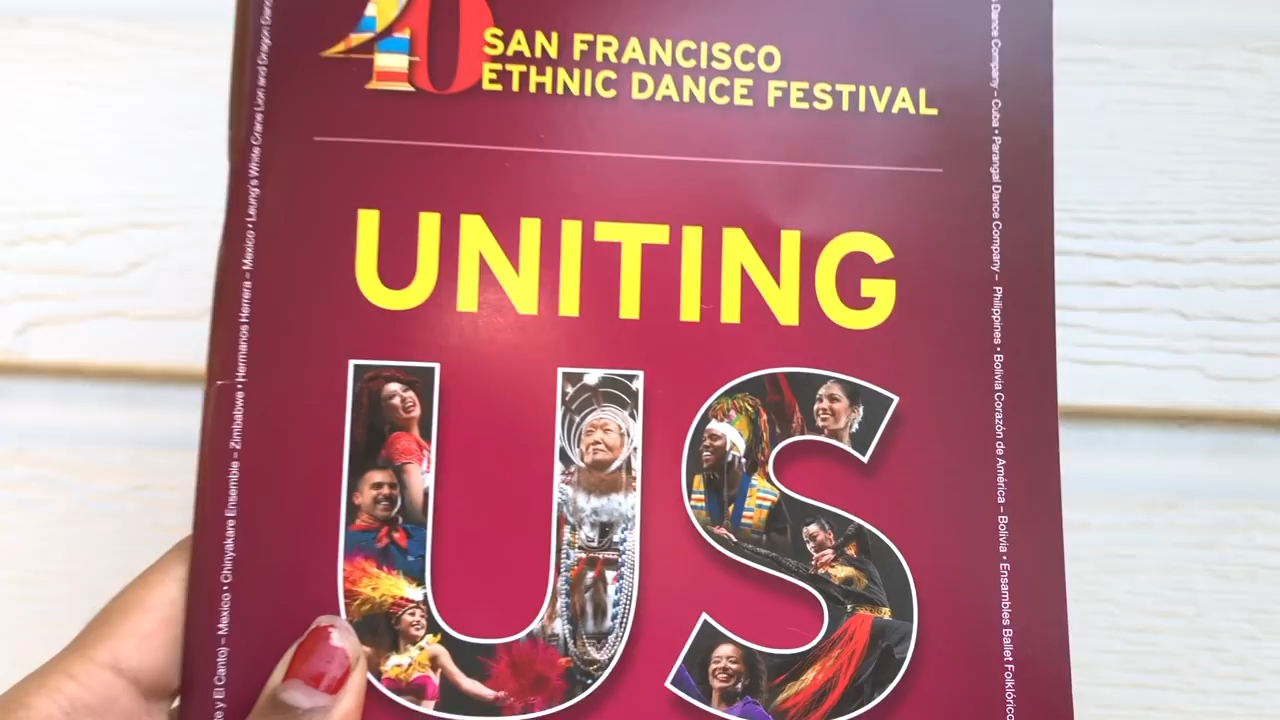 40
SAN FRANCISCO
ETHNIC DANCE FESTIVAL
UNITING
US
y El Canto) – Mexico • Chinyakare Ensemble – Zimbabwe • Hermanos Herrera – Mexico • Leung's White Crane Lion and Dragon
Dance Company – Cuba • Parangal Dance Company – Philippines • Bolivia Corazón de América – Bolivia • Ensambles Ballet Folklórico